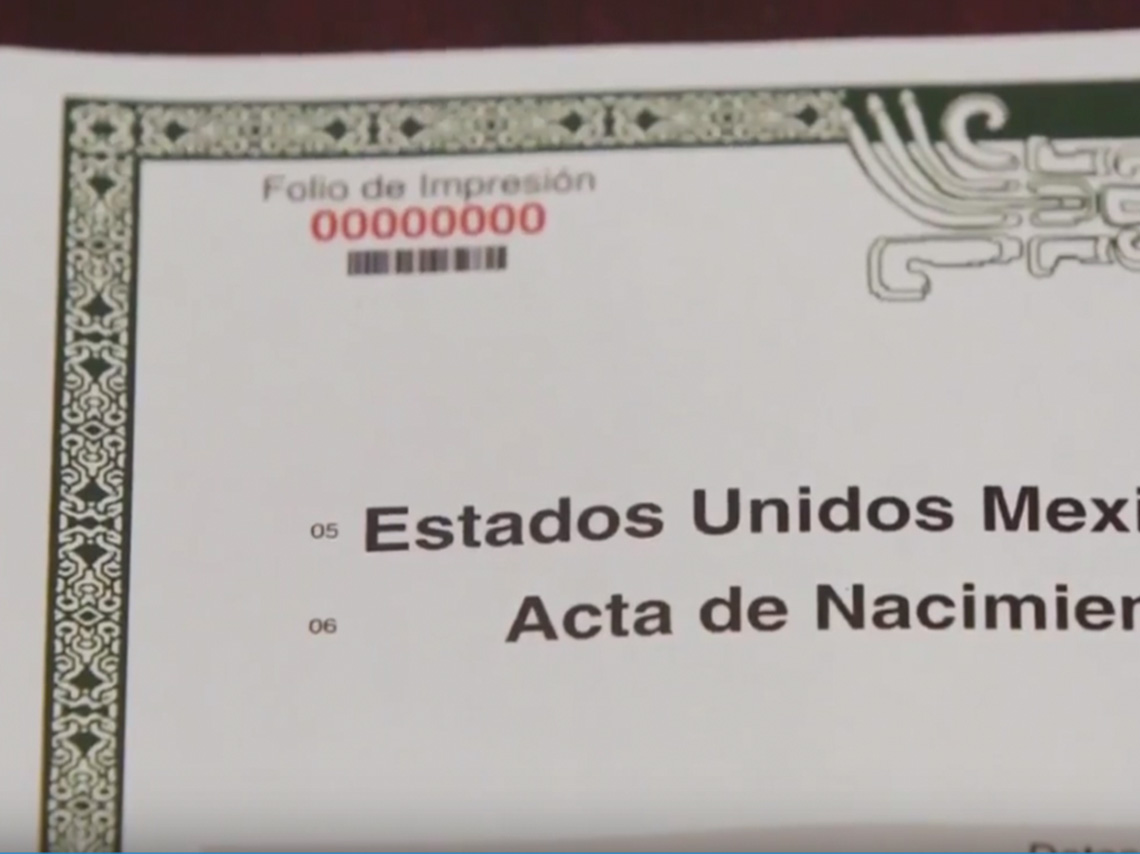 Folio de Impresión
00000000
05 Estados Unidos Mexi
06 Acta de Nacimien